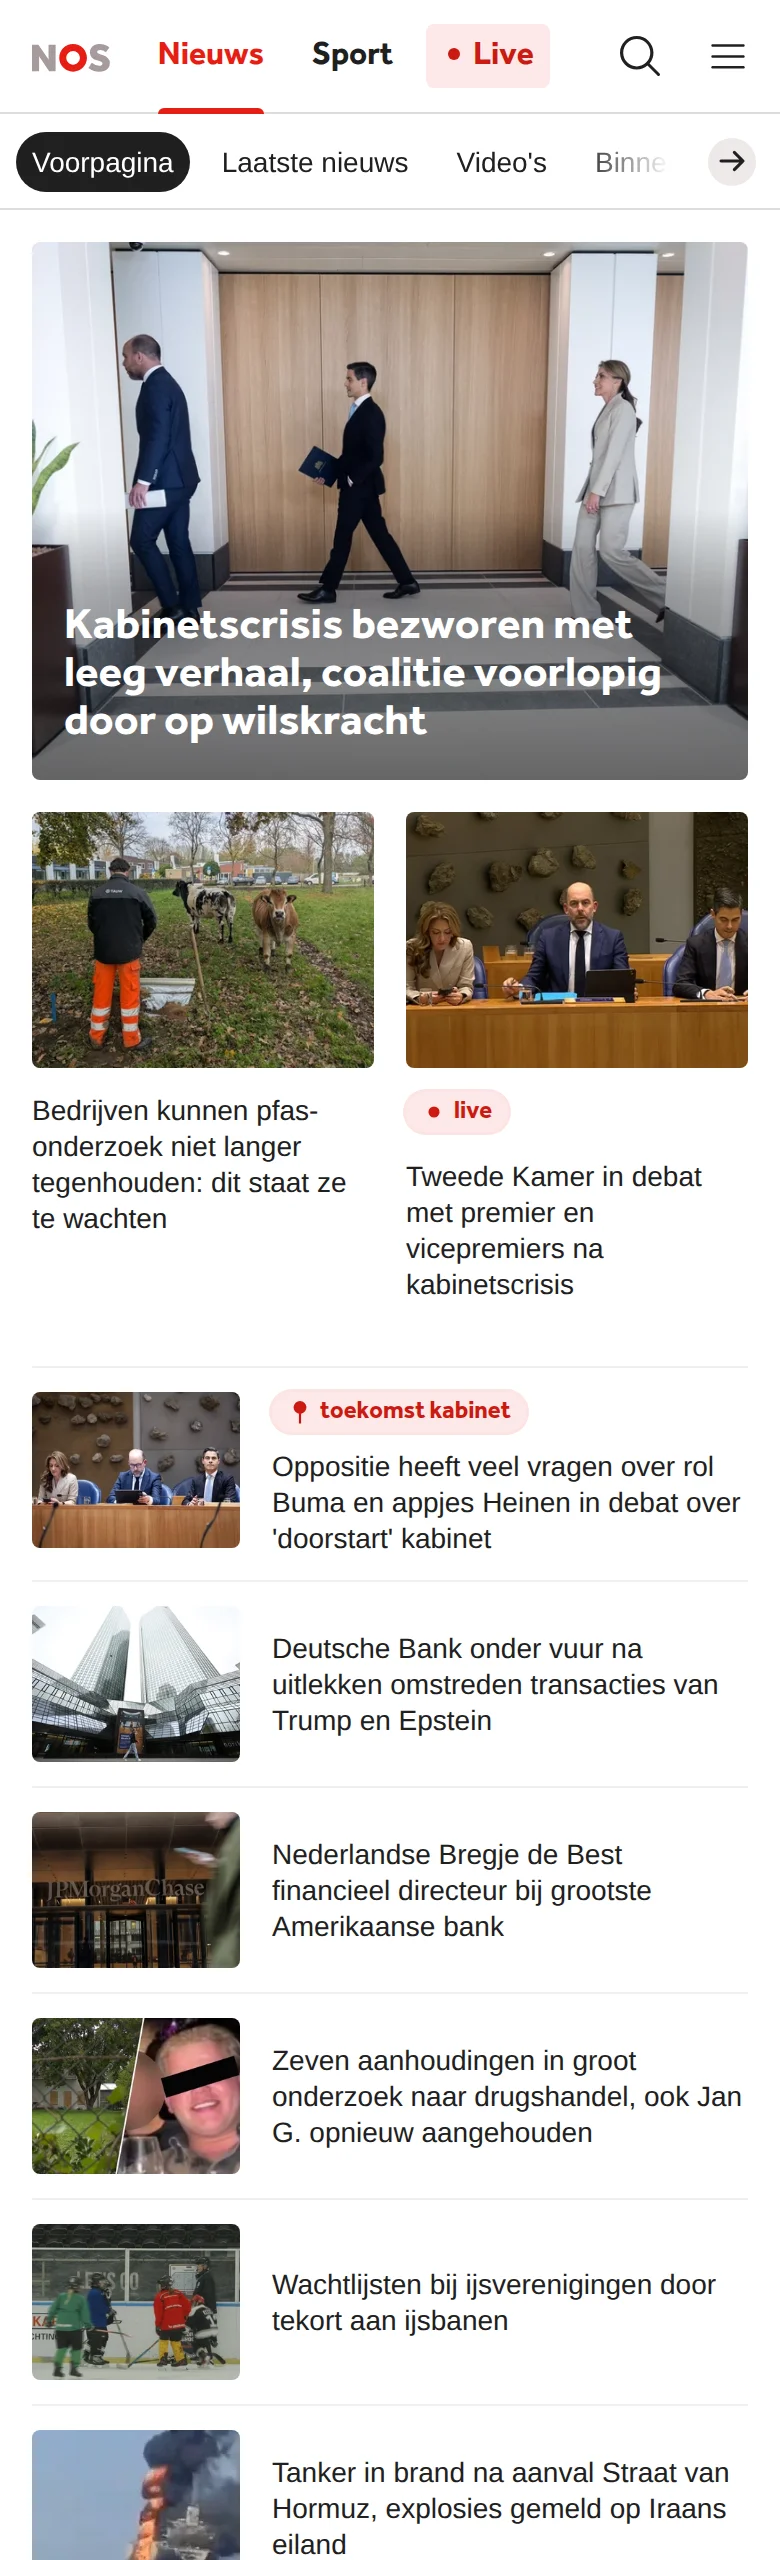 NOS
Nieuws
Sport
Live
Voorpagina
Laatste nieuws
Video's
Binne
Kabinetscrisis bezworen met
leeg verhaal, coalitie voorlopig
door op wilskracht
Bedrijven kunnen pfas-
onderzoek niet langer
tegenhouden: dit staat ze
te wachten
live
Tweede Kamer in debat
met premier en
vicepremiers na
kabinetscrisis
toekomst kabinet
Oppositie heeft veel vragen over rol
Buma en appjes Heinen in debat over
'doorstart' kabinet
Deutsche Bank onder vuur na
uitlekken omstreden transacties van
Trump en Epstein
JPMorganChase
Nederlandse Bregje de Best
financieel directeur bij grootste
Amerikaanse bank
Zeven aanhoudingen in groot
onderzoek naar drugshandel, ook Jan
G. opnieuw aangehouden
Wachtlijsten bij ijsverenigingen door
tekort aan ijsbanen
Tanker in brand na aanval Straat van
Hormuz, explosies gemeld op Iraans
eiland